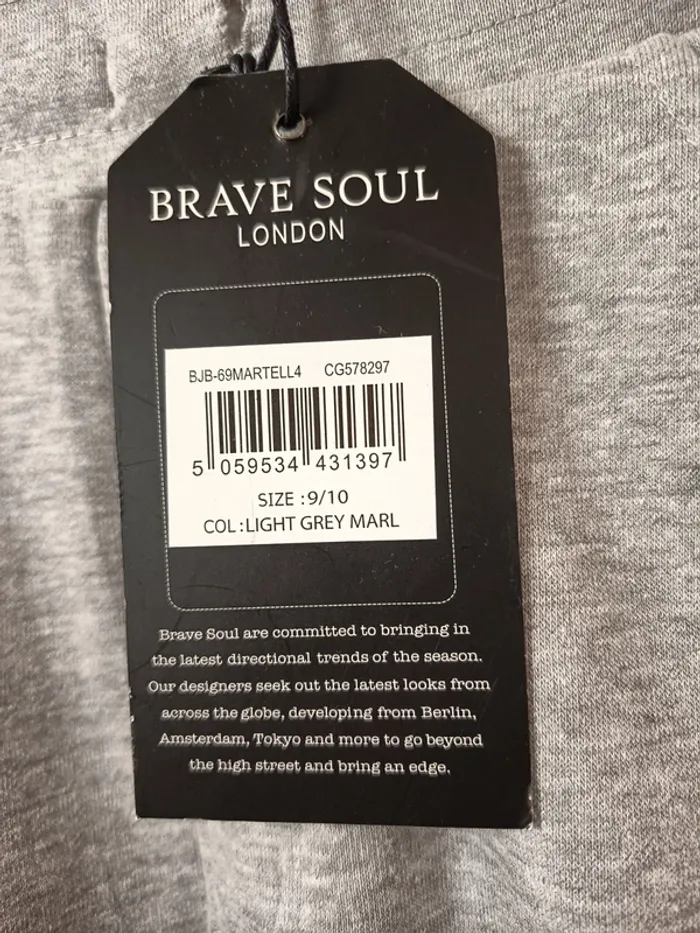 BRAVE SOUL
LONDON
BJB-69MARTELL4 CG578297
5 059534 431397
SIZE :9/10
COL:LIGHT GREY MARL
Brave Soul are committed to bringing in
the latest directional trends of the season.
Our designers seek out the latest looks from
across the globe, developing from Berlin,
Amsterdam, Tokyo and more to go beyond
the high street and bring an edge.